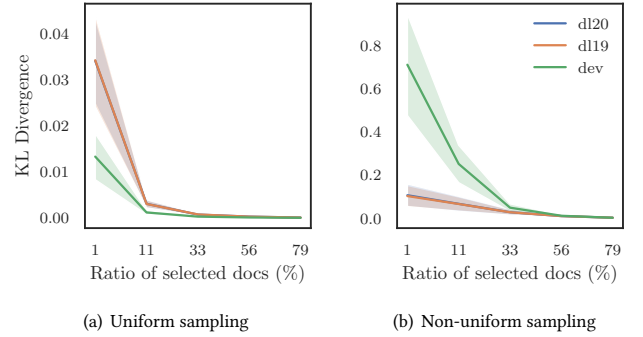 KL Divergence
0.04
0.03
0.02
0.01
0.00
1 11 33 56 79
Ratio of selected docs (%)
(a) Uniform sampling
dl20
dl19
dev
0.8
0.6
0.4
0.2
0.0
1 11 33 56 79
Ratio of selected docs (%)
(b) Non-uniform sampling